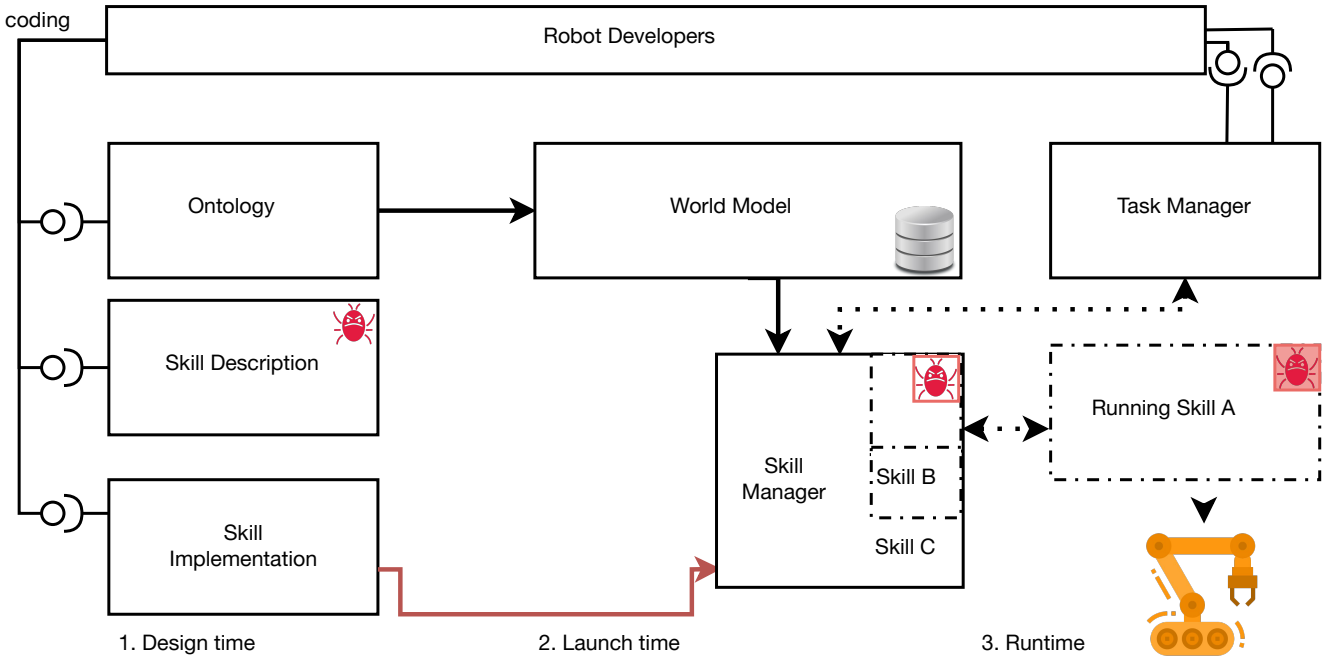 coding
Robot Developers
Ontology
World Model
Task Manager
Skill Description
Running Skill A
Skill
Manager
Skill B
Skill C
Skill
Implementation
1. Design time
2. Launch time
3. Runtime